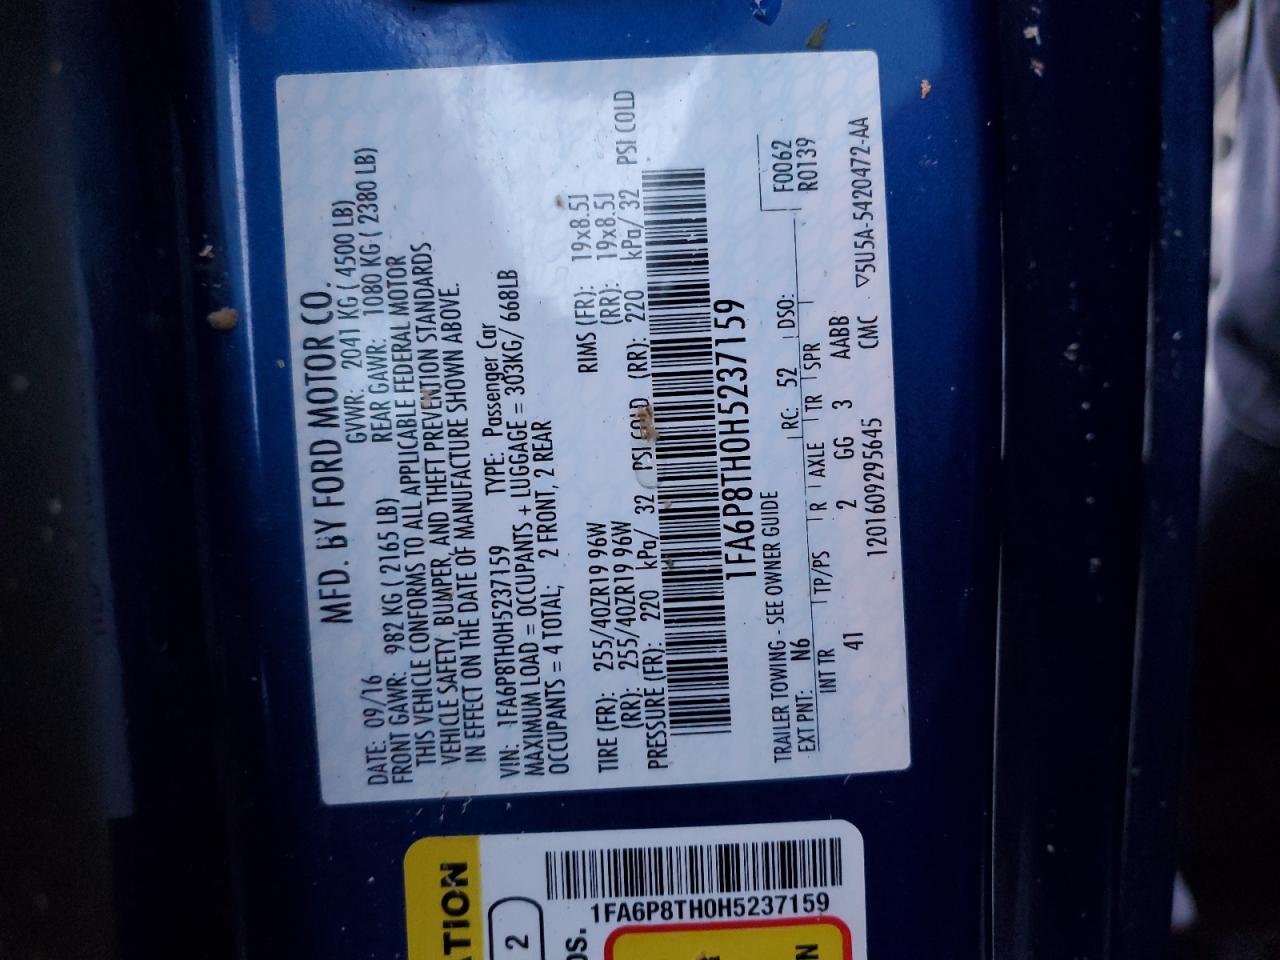 MFD. BY FORD MOTOR CO.
DATE: 09/16 GVWR: 2041 KG ( 4500 LB)
FRONT GAWR: 982 KG ( 2165 LB) REAR GAWR: 1080 KG ( 2380 LB)
THIS VEHICLE CONFORMS TO ALL APPLICABLE FEDERAL MOTOR
VEHICLE SAFETY, BUMPER, AND THEFT PREVENTION STANDARDS
IN EFFECT ON THE DATE OF MANUFACTURE SHOWN ABOVE.
VIN: 1FA6P8TH0H5237159 TYPE: Passenger Car
MAXIMUM LOAD = OCCUPANTS + LUGGAGE = 303KG/ 668LB
OCCUPANTS = 4 TOTAL; 2 FRONT, 2 REAR
TIRE (FR): 255/40ZR19 96W RIMS (FR): 19x8.5J
(RR): 255/40ZR19 96W (RR): 19x8.5J
PRESSURE (FR): 220 kPa/ 32 PSI COLD (RR): 220 kPa/ 32 PSI COLD
1FA6P8TH0H5237159
TRAILER TOWING - SEE OWNER GUIDE
EXT PNT: N6 RC: 52 DSO: F0062
INT TR TP/PS R AXLE TR SPR R0139
41 2 GG 3 AABB
1201609295645 CMC ▽5U5A-5420472-AA
TION
2
1FA6P8TH0H5237159
DS.
N